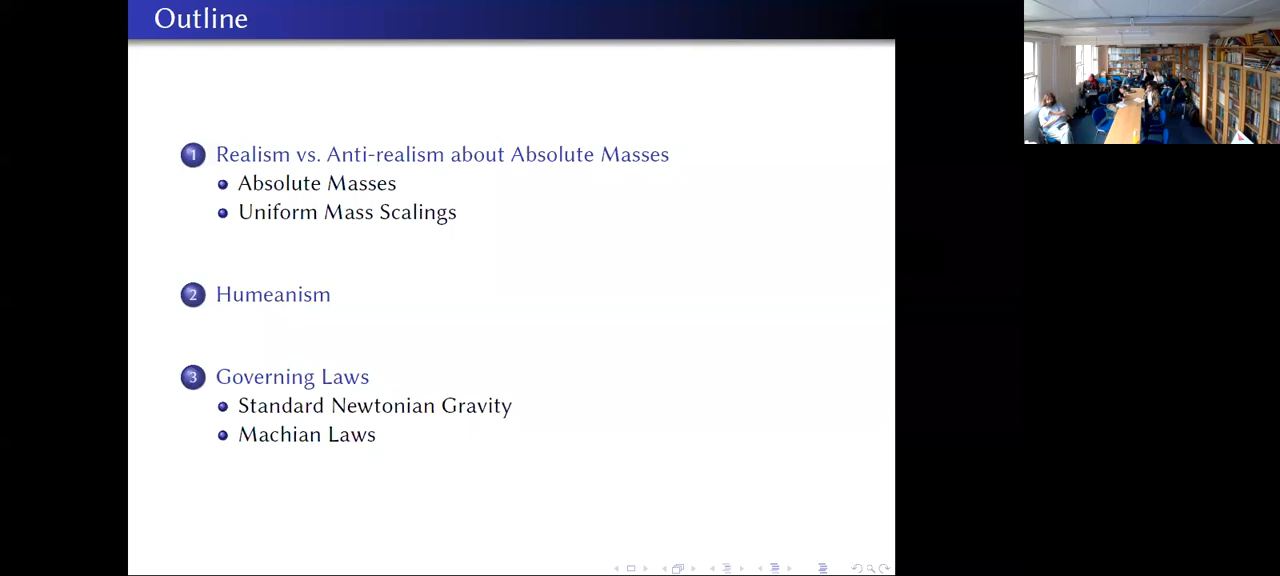 Outline
1 Realism vs. Anti-realism about Absolute Masses
Absolute Masses
Uniform Mass Scalings
2 Humeanism
3 Governing Laws
Standard Newtonian Gravity
Machian Laws